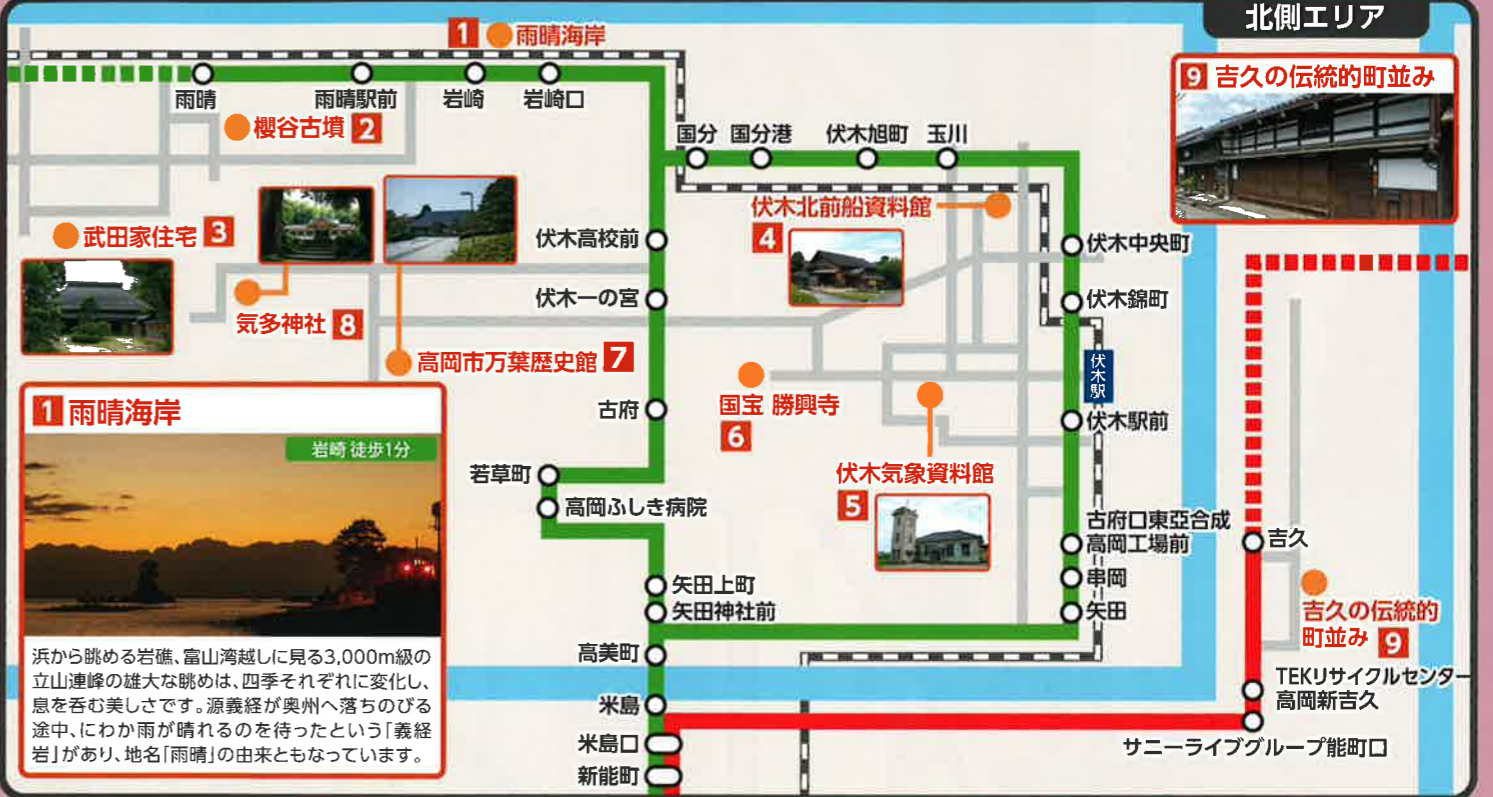 北側エリア
1 雨晴海岸
雨晴
雨晴駅前
岩崎
岩崎口
櫻谷古墳 2
国分
国分港
伏木旭町
玉川
9 吉久の伝統的町並み
武田家住宅 3
伏木高校前
伏木北前船資料館
4
伏木中央町
伏木一の宮
伏木錦町
気多神社 8
高岡市万葉歴史館 7
伏木駅
国宝 勝興寺
6
古府
伏木駅前
1 雨晴海岸
岩崎 徒歩1分
若草町
高岡ふしき病院
伏木気象資料館
5
古府口東亞合成
高岡工場前
吉久
串岡
矢田上町
矢田神社前
矢田
吉久の伝統的
町並み 9
高美町
米島
TEKリサイクルセンター
高岡新吉久
米島口
サニーライブグループ能町口
新能町
浜から眺める岩礁、富山湾越しに見る3,000m級の
立山連峰の雄大な眺めは、四季それぞれに変化し、
息を呑む美しさです。源義経が奥州へ落ちのびる
途中、にわか雨が晴れるのを待ったという「義経
岩」があり、地名「雨晴」の由来ともなっています。